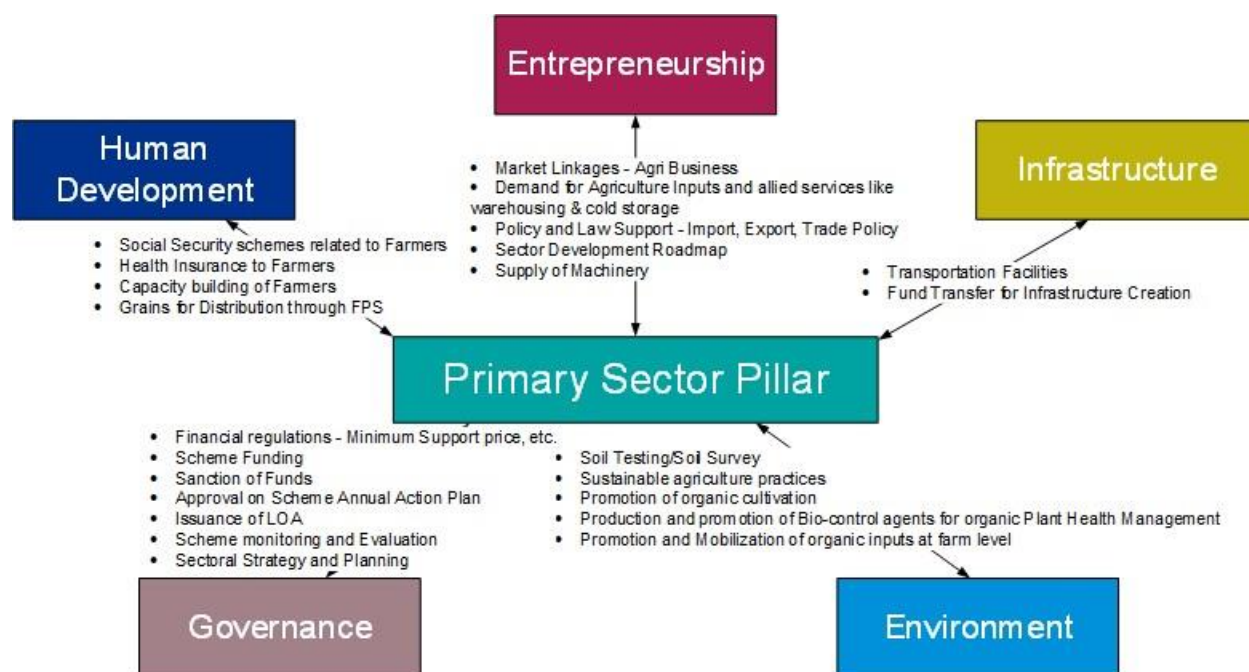 Entrepreneurship
Human
Development
Infrastructure
• Market Linkages - Agri Business
• Demand for Agriculture Inputs and allied services like
warehousing & cold storage
• Policy and Law Support - Import, Export, Trade Policy
• Sector Development Roadmap
• Supply of Machinery
• Social Security schemes related to Farmers
• Health Insurance to Farmers
• Capacity building of Farmers
• Grains for Distribution through FPS
• Transportation Facilities
• Fund Transfer for Infrastructure Creation
Primary Sector Pillar
• Financial regulations - Minimum Support price, etc.
• Scheme Funding
• Sanction of Funds
• Approval on Scheme Annual Action Plan
• Issuance of LOA
• Scheme monitoring and Evaluation
• Sectoral Strategy and Planning
• Soil Testing/Soil Survey
• Sustainable agriculture practices
• Promotion of organic cultivation
• Production and promotion of Bio-control agents for organic Plant Health Management
• Promotion and Mobilization of organic inputs at farm level
Governance
Environment